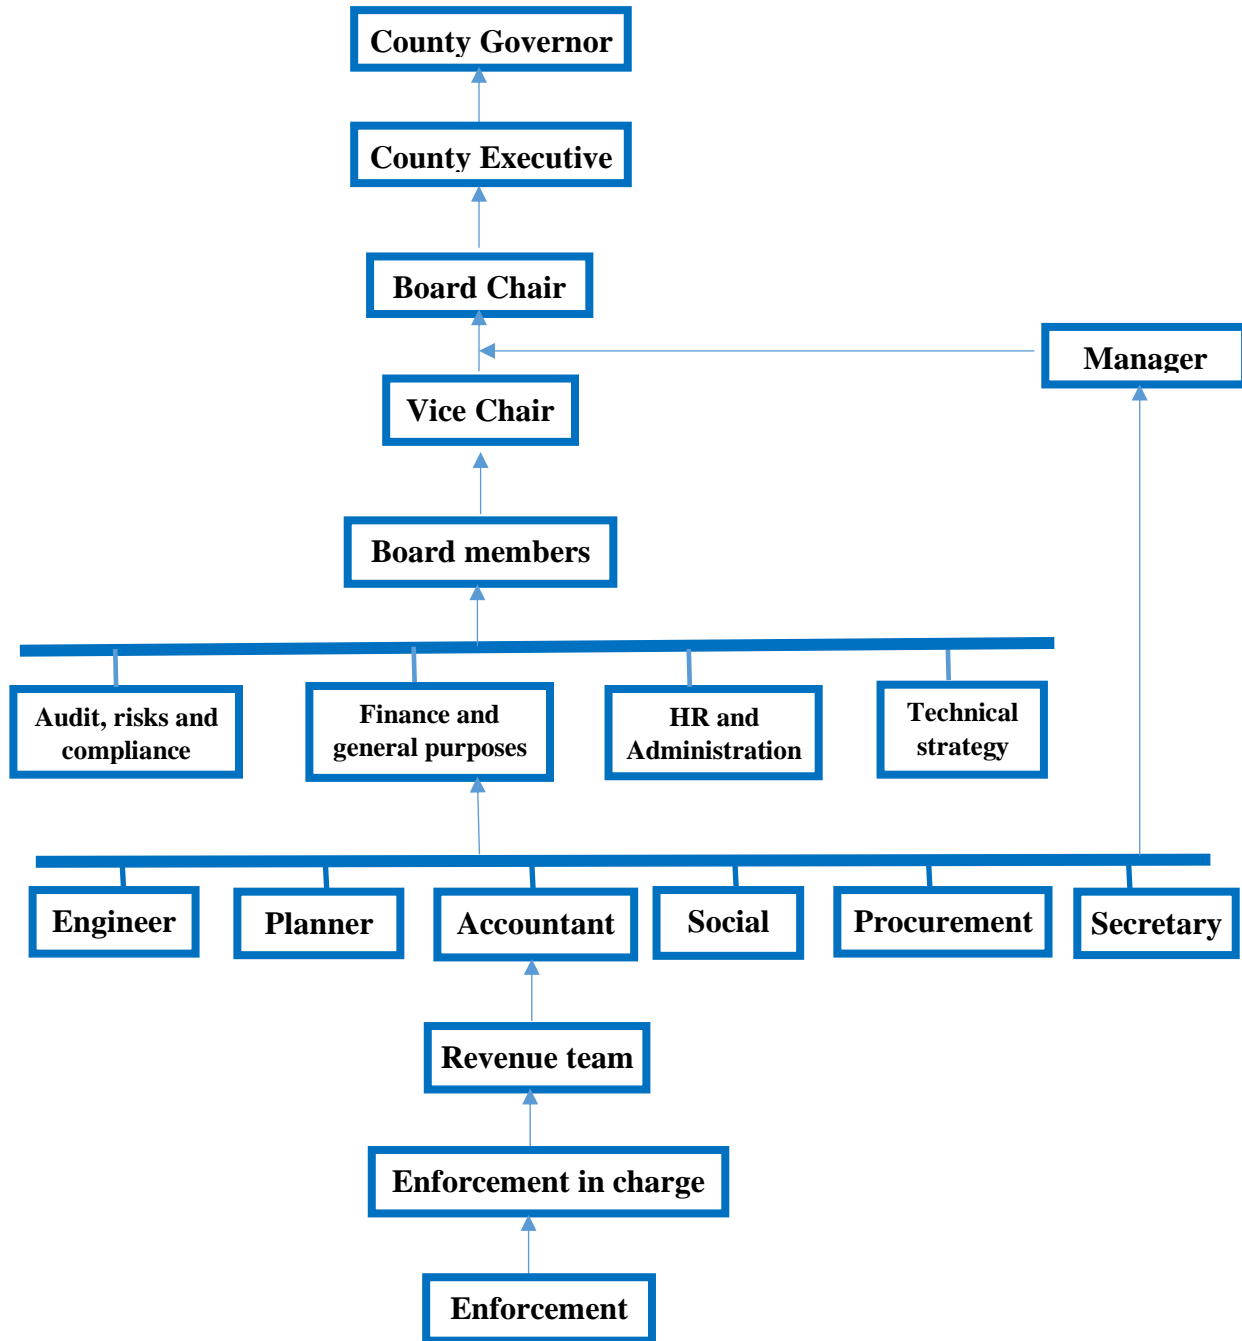 County Governor
County Executive
Board Chair
Manager
Vice Chair
Board members
Audit, risks and
compliance
Finance and
general purposes
HR and
Administration
Technical
strategy
Engineer
Planner
Accountant
Social
Procurement
Secretary
Revenue team
Enforcement in charge
Enforcement